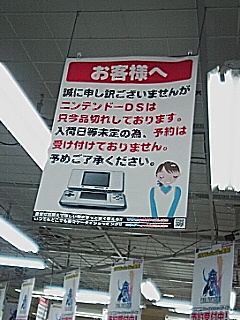 お客様へ
誠に申し訳ございませんが
ニンテンドーDSは
只今品切れしております。
入荷日等未定の為、予約は
受け付けておりません。
予めご了承ください。